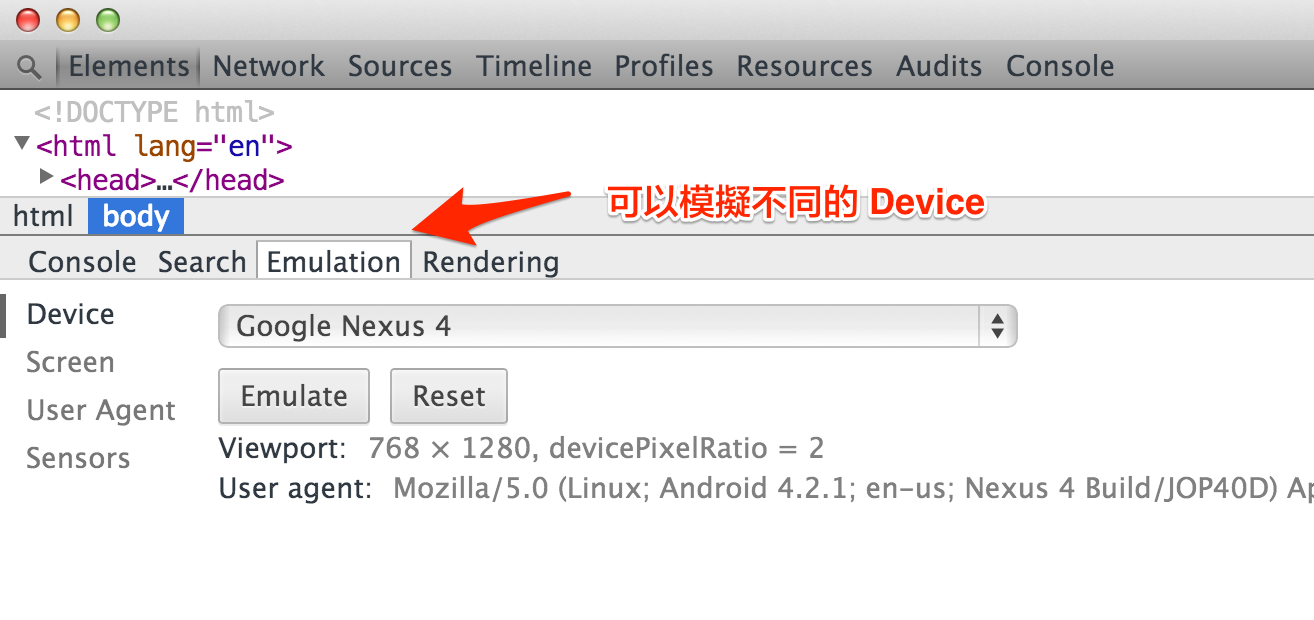 Elements Network Sources Timeline Profiles Resources Audits Console
<!DOCTYPE html>
<html lang="en">
<head>…</head>
可以模擬不同的 Device
html body
Console Search Emulation Rendering
Device
Google Nexus 4
Screen
Emulate Reset
User Agent
Viewport: 768 × 1280, devicePixelRatio = 2
Sensors
User agent: Mozilla/5.0 (Linux; Android 4.2.1; en-us; Nexus 4 Build/JOP40D) Ap